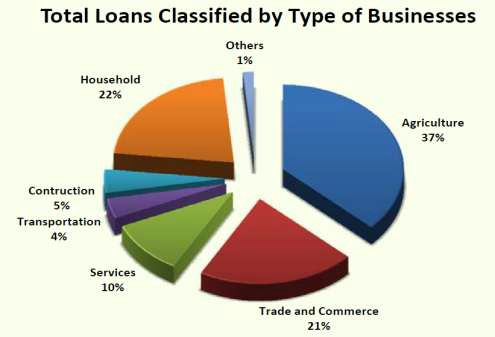 Total Loans Classified by Type of Businesses
Others
1%
Household
22%
Agriculture
37%
Contruction
5%
Transportation
4%
Services
10%
Trade and Commerce
21%